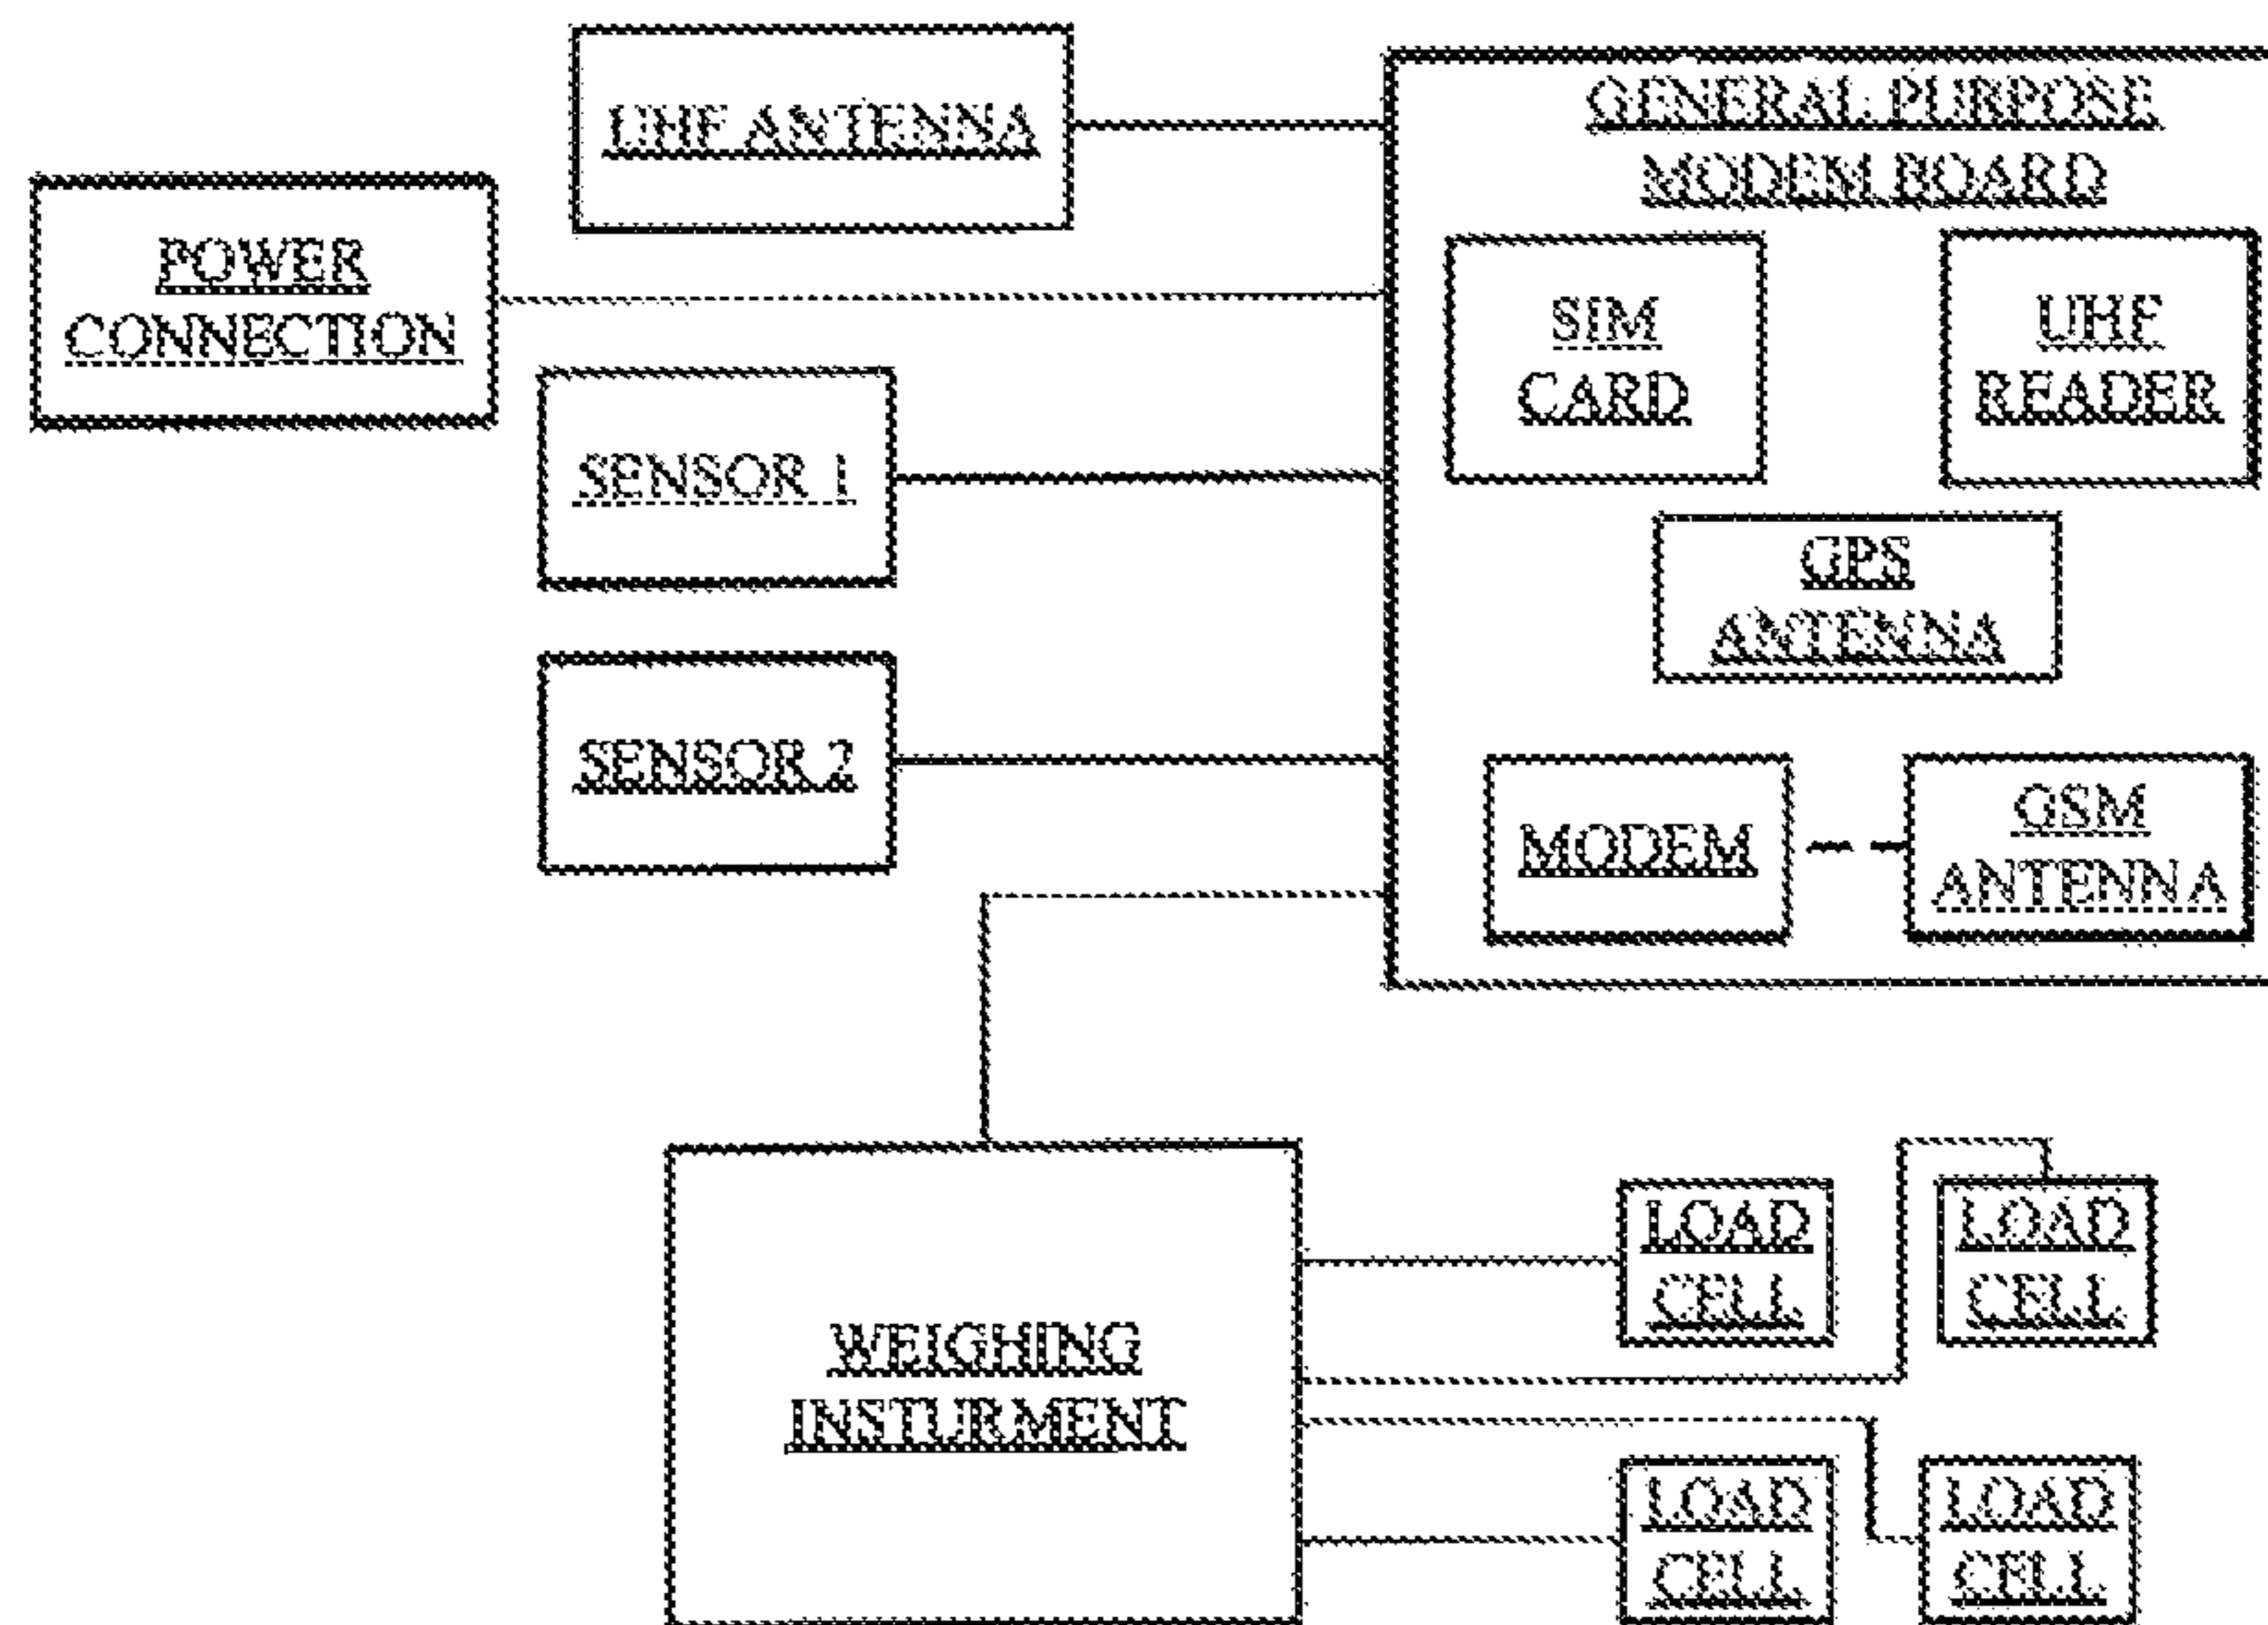 UHF ANTENNA
GENERAL PURPOSE
MODEM BOARD
POWER
CONNECTION
SIM
CARD
UHF
READER
SENSOR 1
GPS
ANTENNA
SENSOR 2
MODEM
GSM
ANTENNA
WEIGHING
INSTURMENT
LOAD
CELL
LOAD
CELL
LOAD
CELL
LOAD
CELL